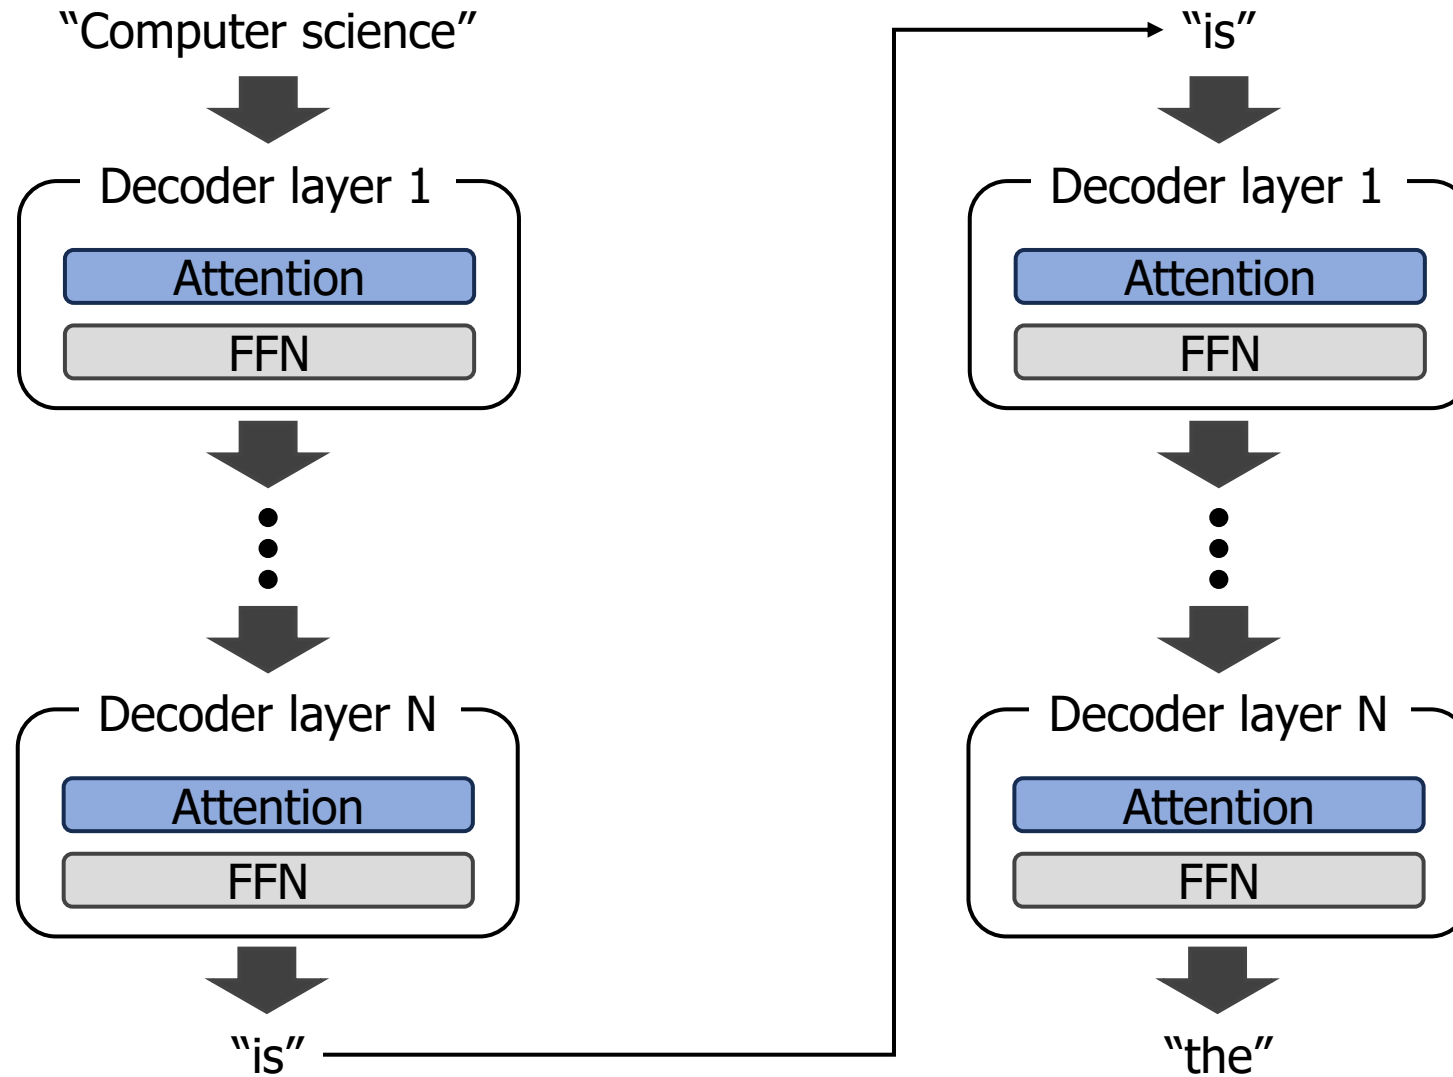 “Computer science”
Decoder layer 1
Attention
FFN
Decoder layer N
Attention
FFN
“is”
“is”
Decoder layer 1
Attention
FFN
Decoder layer N
Attention
FFN
“the”